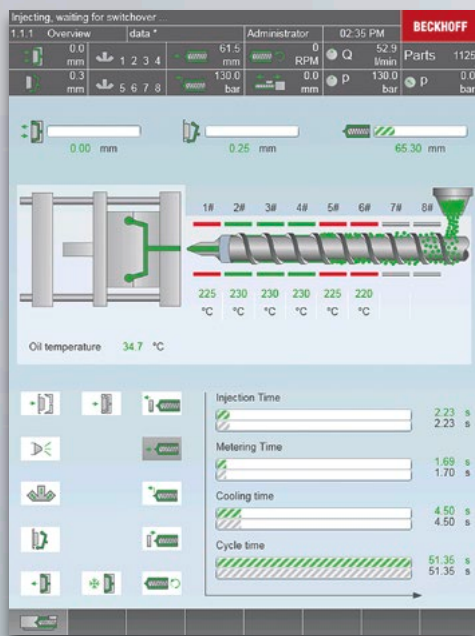 Injecting, waiting for switchover ...
BECKHOFF
1.1.1 Overview data * Administrator 02:35 PM
0.0 mm 1 2 3 4 61.5 mm 0 RPM Q 52.9 l/min Parts 1125
0.3 mm 5 6 7 8 130.0 bar 0.0 mm P 130.0 bar P 0.0 bar
0.00 mm 0.25 mm 65.30 mm
1# 2# 3# 4# 5# 6# 7# 8#
225 230 230 230 225 220
°C °C °C °C °C °C
Oil temperature 34.7 °C
Injection Time
2.23 s
2.23 s
Metering Time
1.69 s
1.70 s
Cooling time
4.50 s
4.50 s
Cycle time
51.35 s
51.35 s